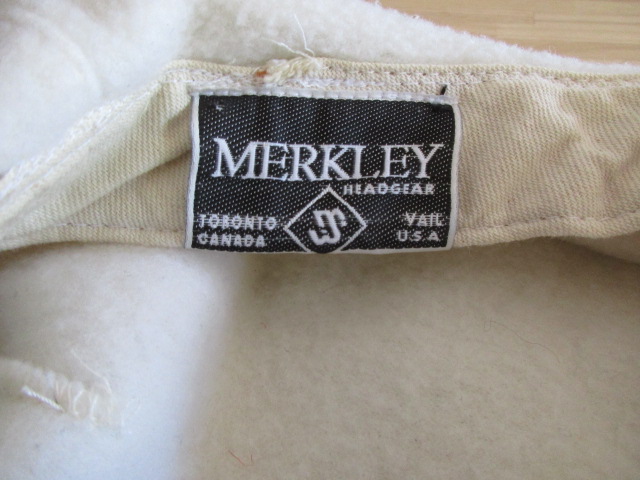 MERKLEY
HEADGEAR
TORONTO
CANADA
VAIL
U.S.A